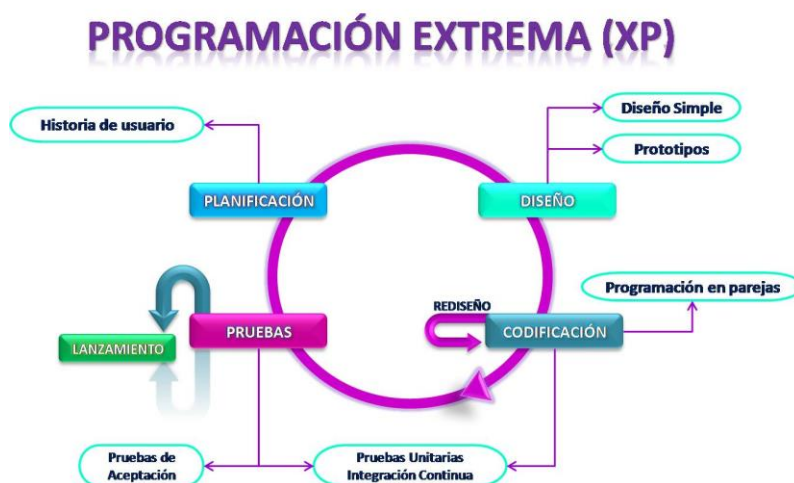 PROGRAMACIÓN EXTREMA (XP)
Historia de usuario
Diseño Simple
Prototipos
PLANIFICACIÓN
DISEÑO
Programación en parejas
REDISEÑO
CODIFICACIÓN
PRUEBAS
LANZAMIENTO
Pruebas de
Aceptación
Pruebas Unitarias
Integración Continua